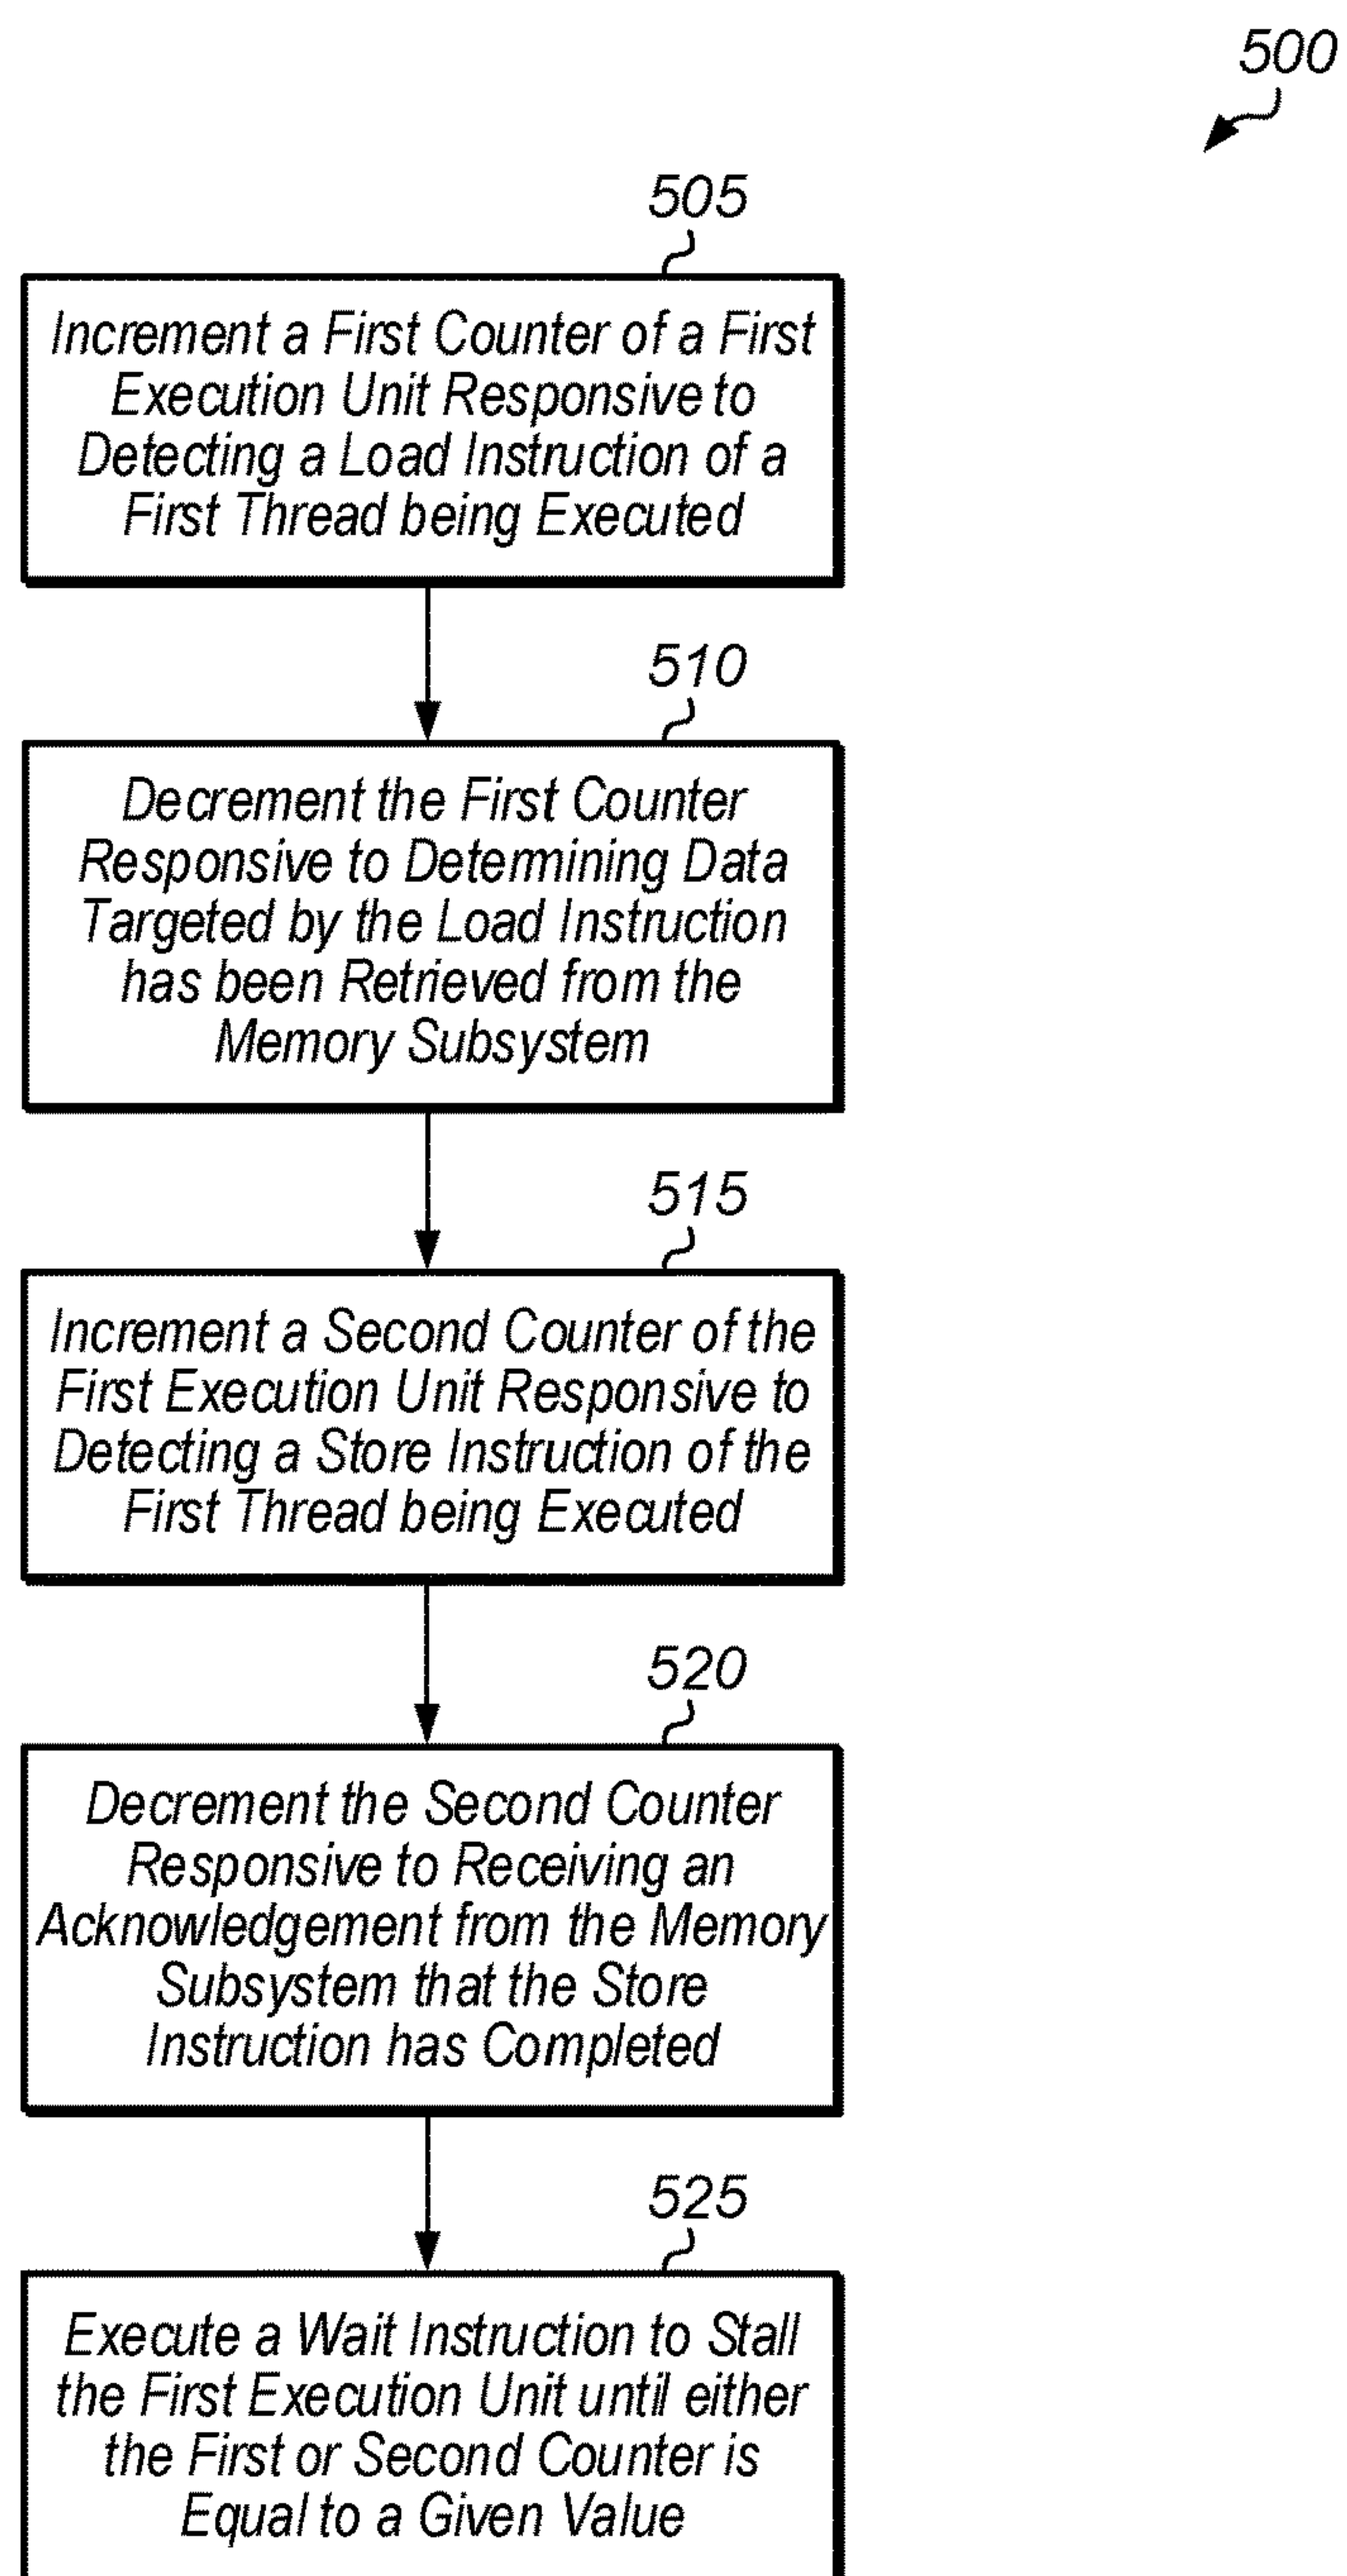 500
505
Increment a First Counter of a First
Execution Unit Responsive to
Detecting a Load Instruction of a
First Thread being Executed
510
Decrement the First Counter
Responsive to Determining Data
Targeted by the Load Instruction
has been Retrieved from the
Memory Subsystem
515
Increment a Second Counter of the
First Execution Unit Responsive to
Detecting a Store Instruction of the
First Thread being Executed
520
Decrement the Second Counter
Responsive to Receiving an
Acknowledgement from the Memory
Subsystem that the Store
Instruction has Completed
525
Execute a Wait Instruction to Stall
the First Execution Unit until either
the First or Second Counter is
Equal to a Given Value